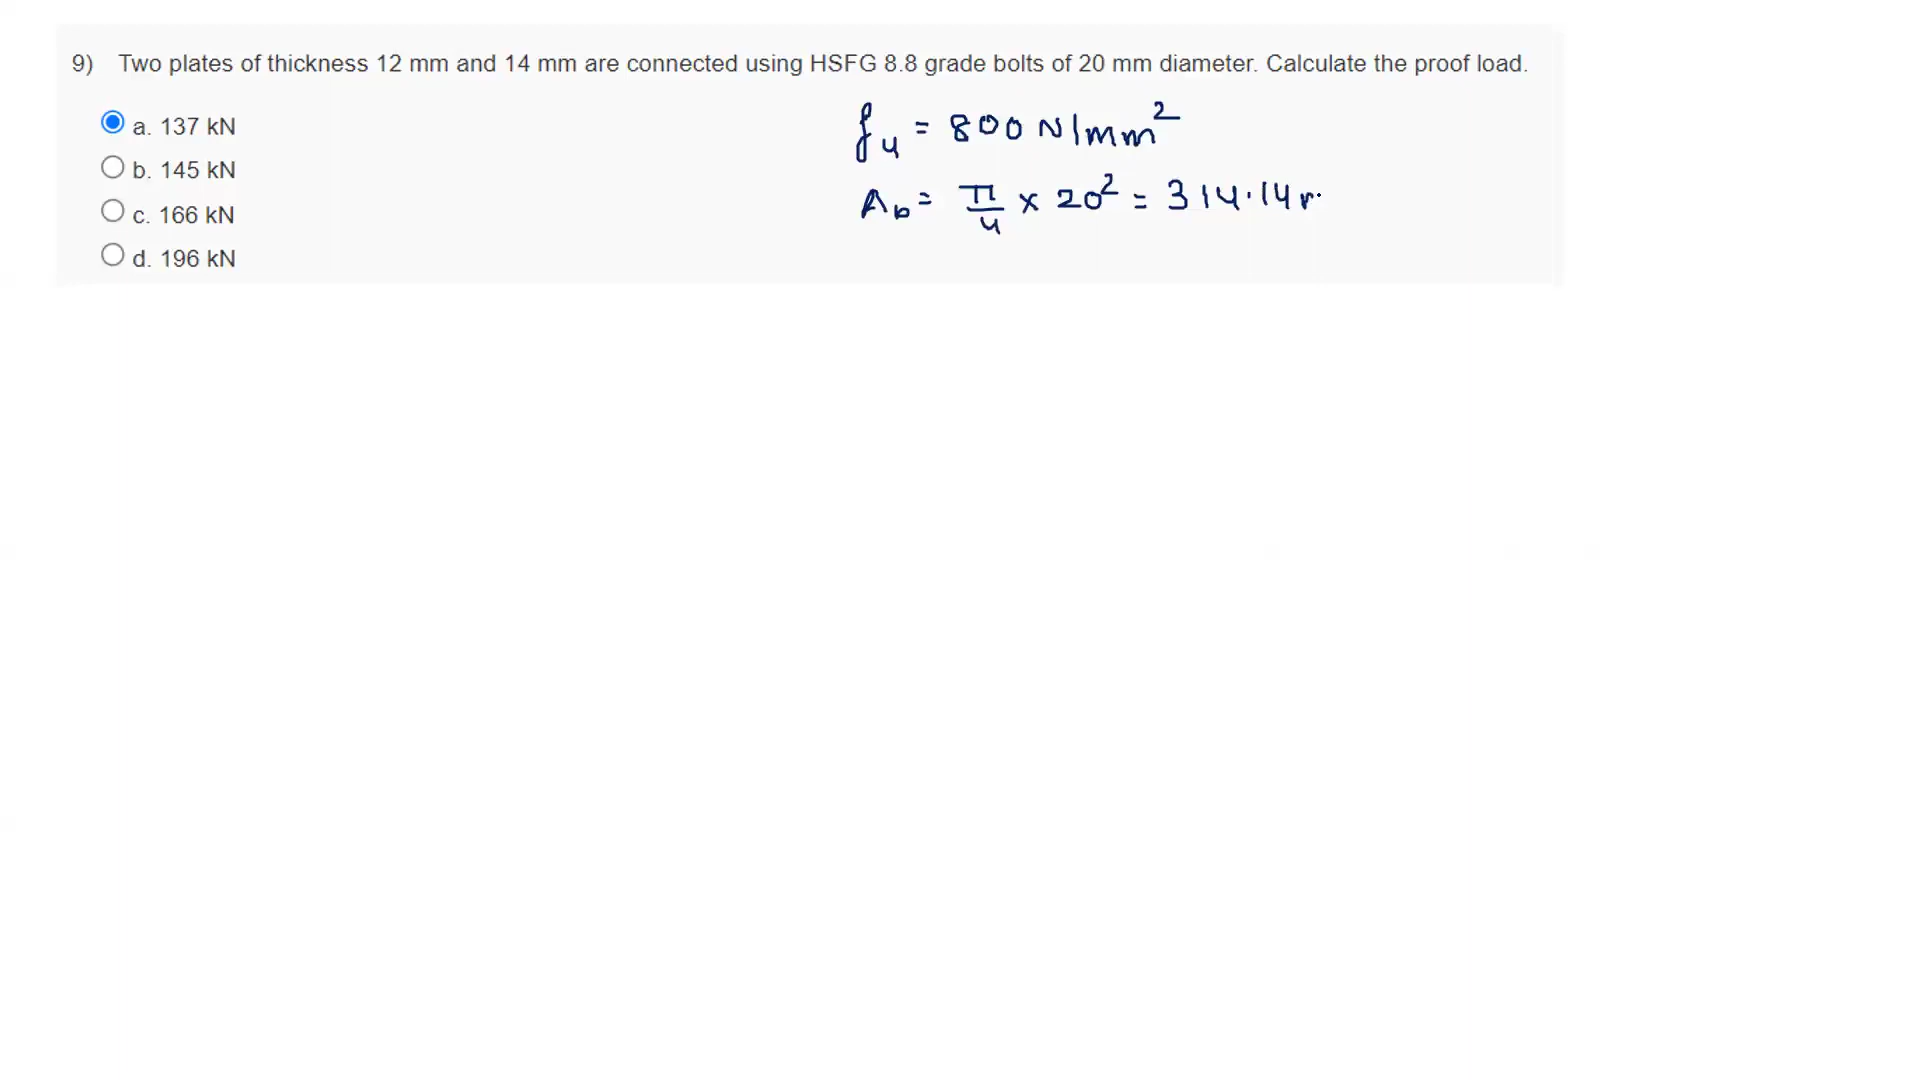 9) Two plates of thickness 12 mm and 14 mm are connected using HSFG 8.8 grade bolts of 20 mm diameter. Calculate the proof load.
a. 137 kN
b. 145 kN
c. 166 kN
d. 196 kN
fu = 800 N/mm²
Ab = π/4 × 20² = 314.14